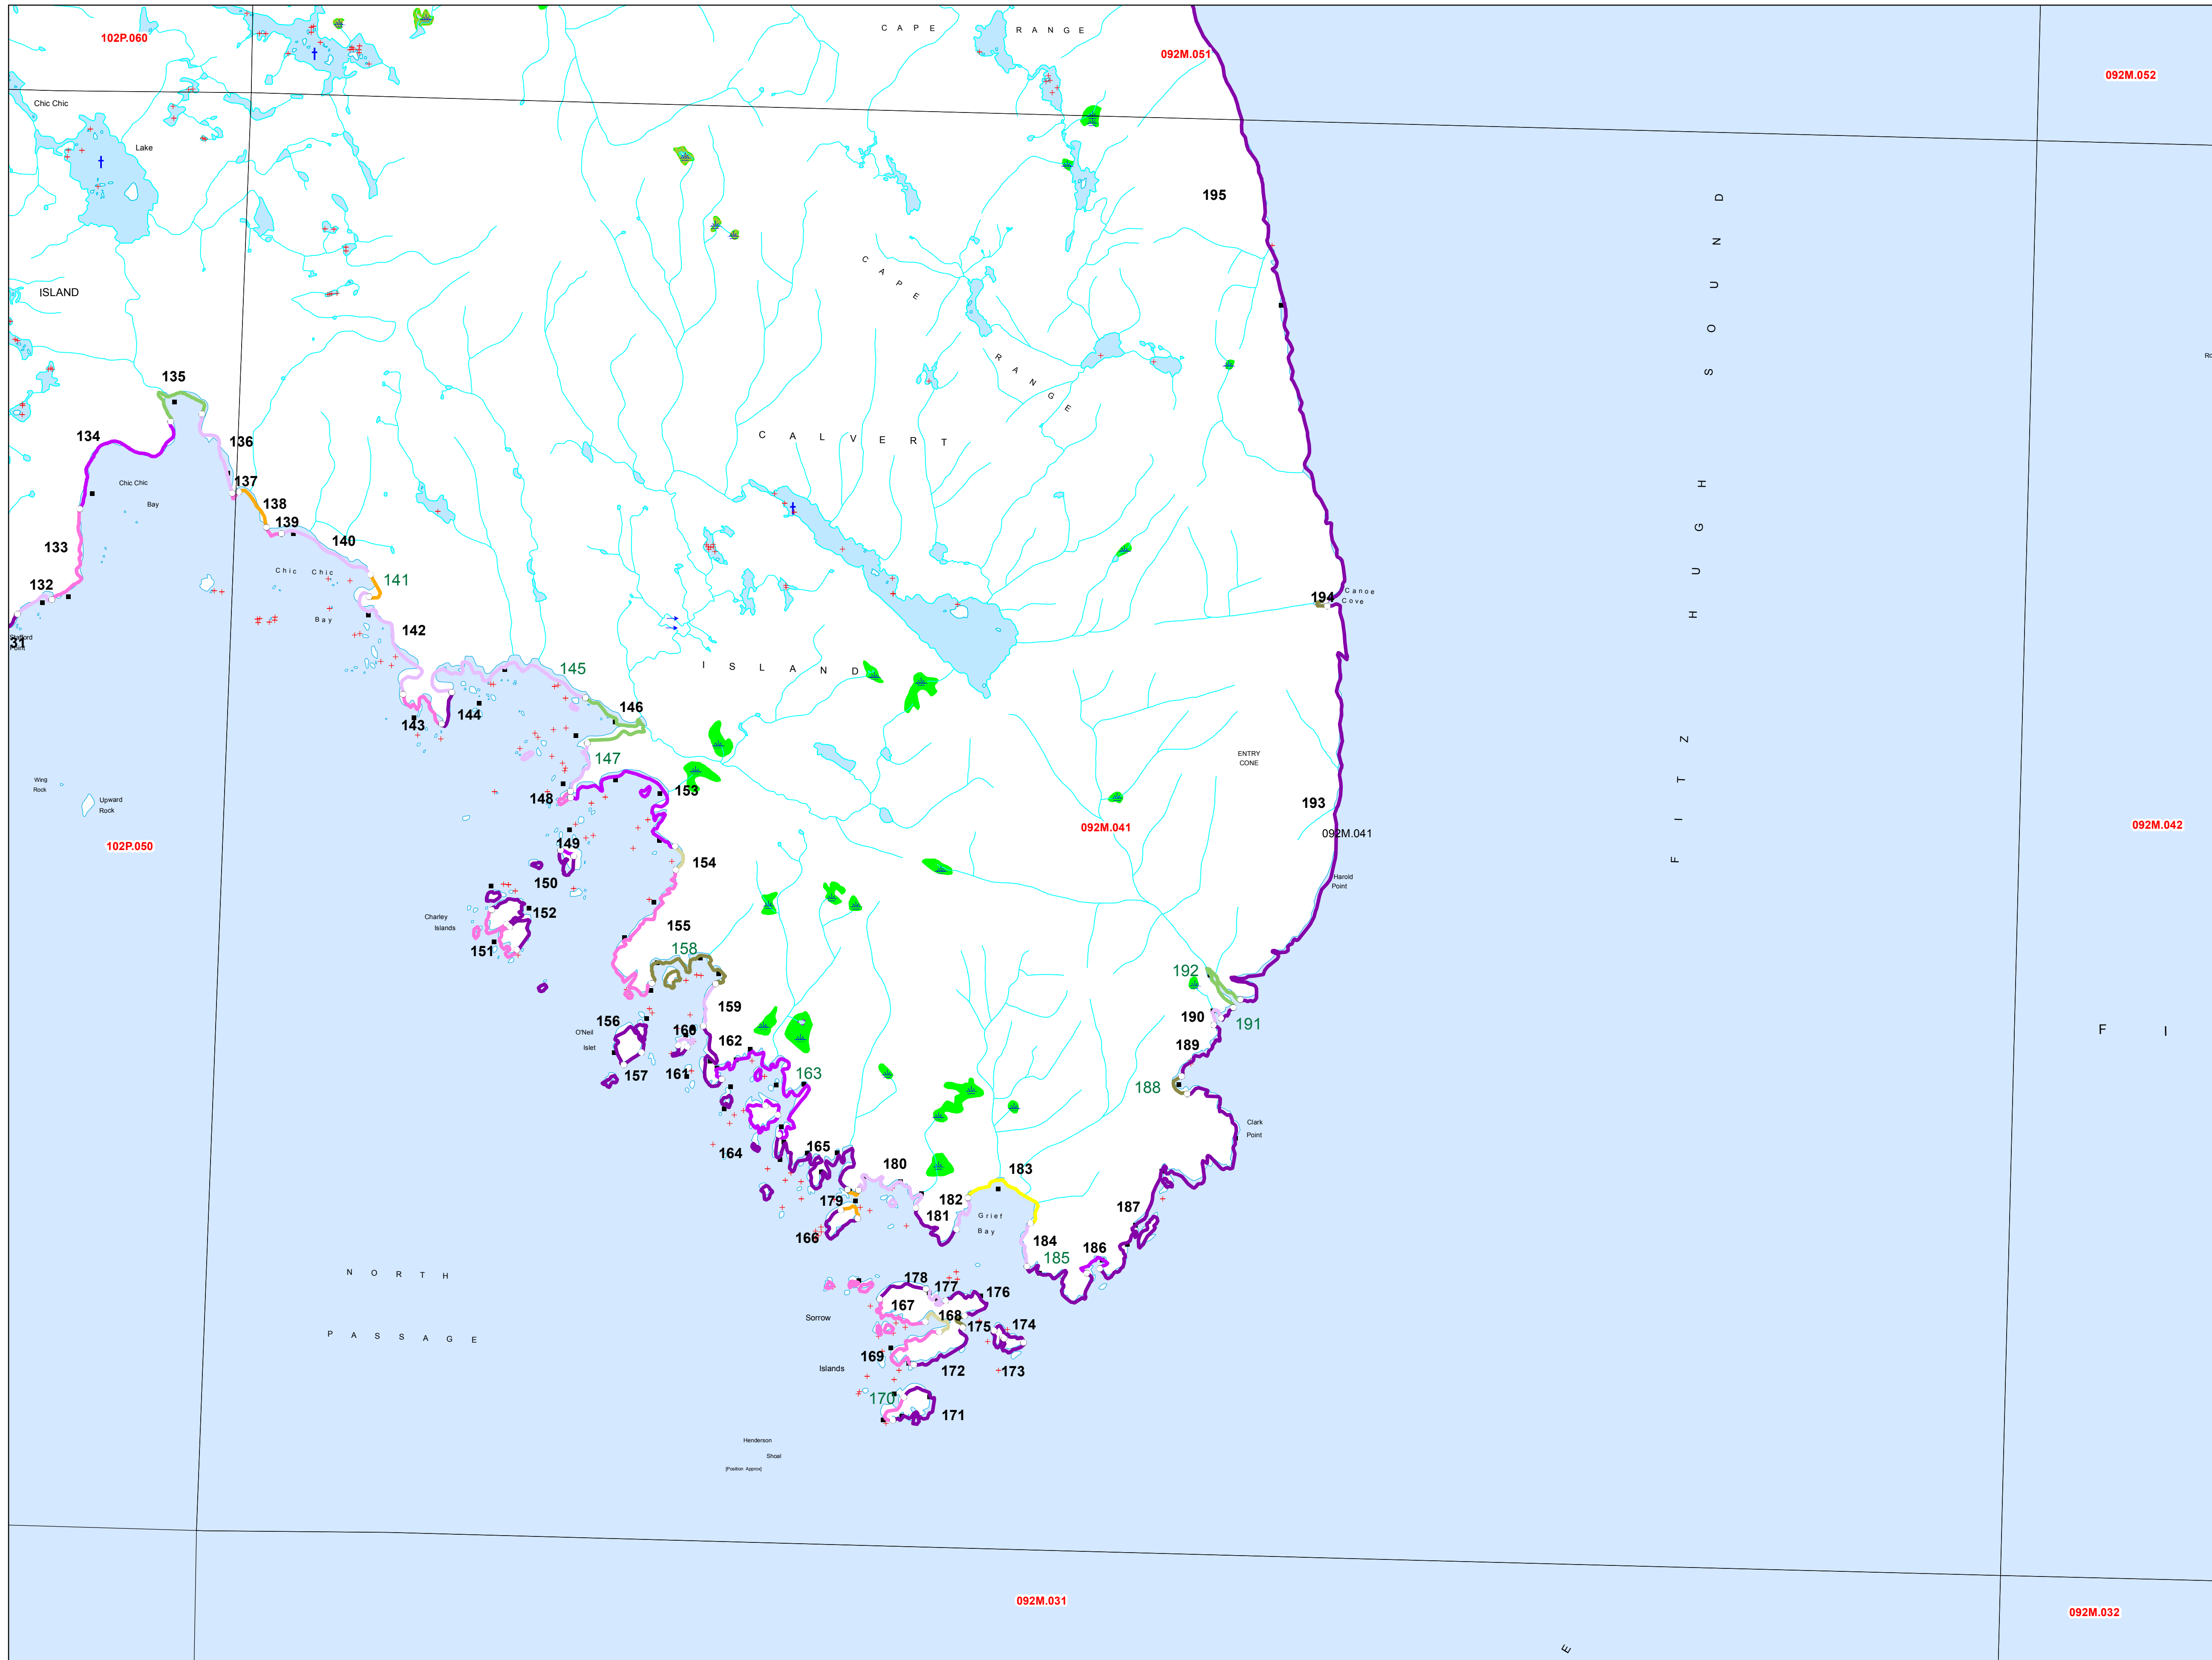 102P.060
C A P E R A N G E
092M.051
092M.052
Chic Chic
Lake
195
ISLAND
C A P E
R A N G E
F I T Z H U G H S O U N D
135
134
136
C A L V E R T
137
Chic Chic
Bay
138
139
140
133
Chic Chic
141
132
194
Canoe
Cove
Bay
142
Stafford
31
Point
I S L A N D
145
144
143
146
147
ENTRY
CONE
Wing
Rock
Upward
Rock
148
153
193
092M.041
092M.041
092M.042
102P.050
149
154
150
Harold
Point
152
Charley
Islands
151
155
158
192
159
156
190
191
O'Neil
Islet
160
F I
162
189
157
161
163
188
Clark
Point
164
165
180
183
182
179
181
Grief
Bay
187
166
184
186
185
N O R T H
178
177
176
167
168
Sorrow
175
174
P A S S A G E
169
Islands
172
173
170
171
Henderson
Shoal
[Position Approx]
092M.031
092M.032
E